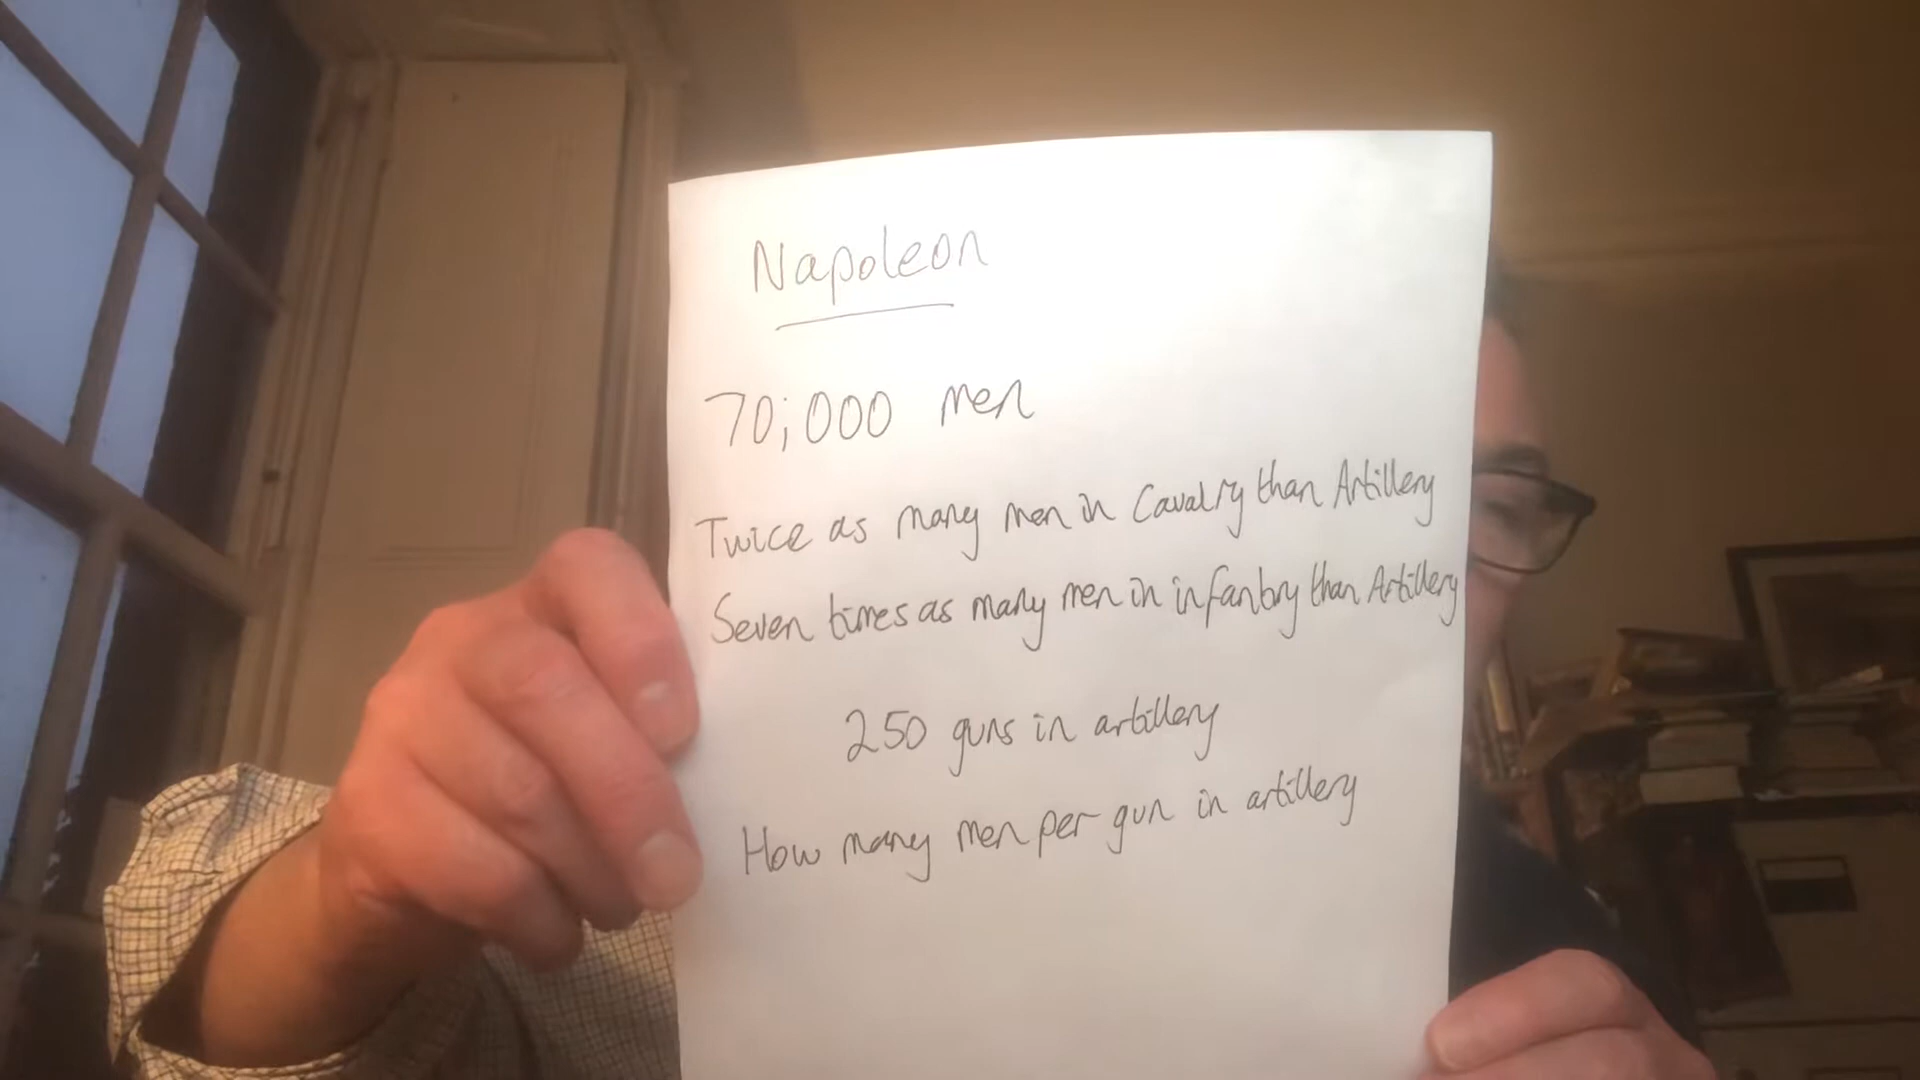 Napoleon
70,000 men
Twice as many men in Cavalry than Artillery
Seven times as many men in infantry than Artillery
250 guns in artillery
How many men per gun in artillery